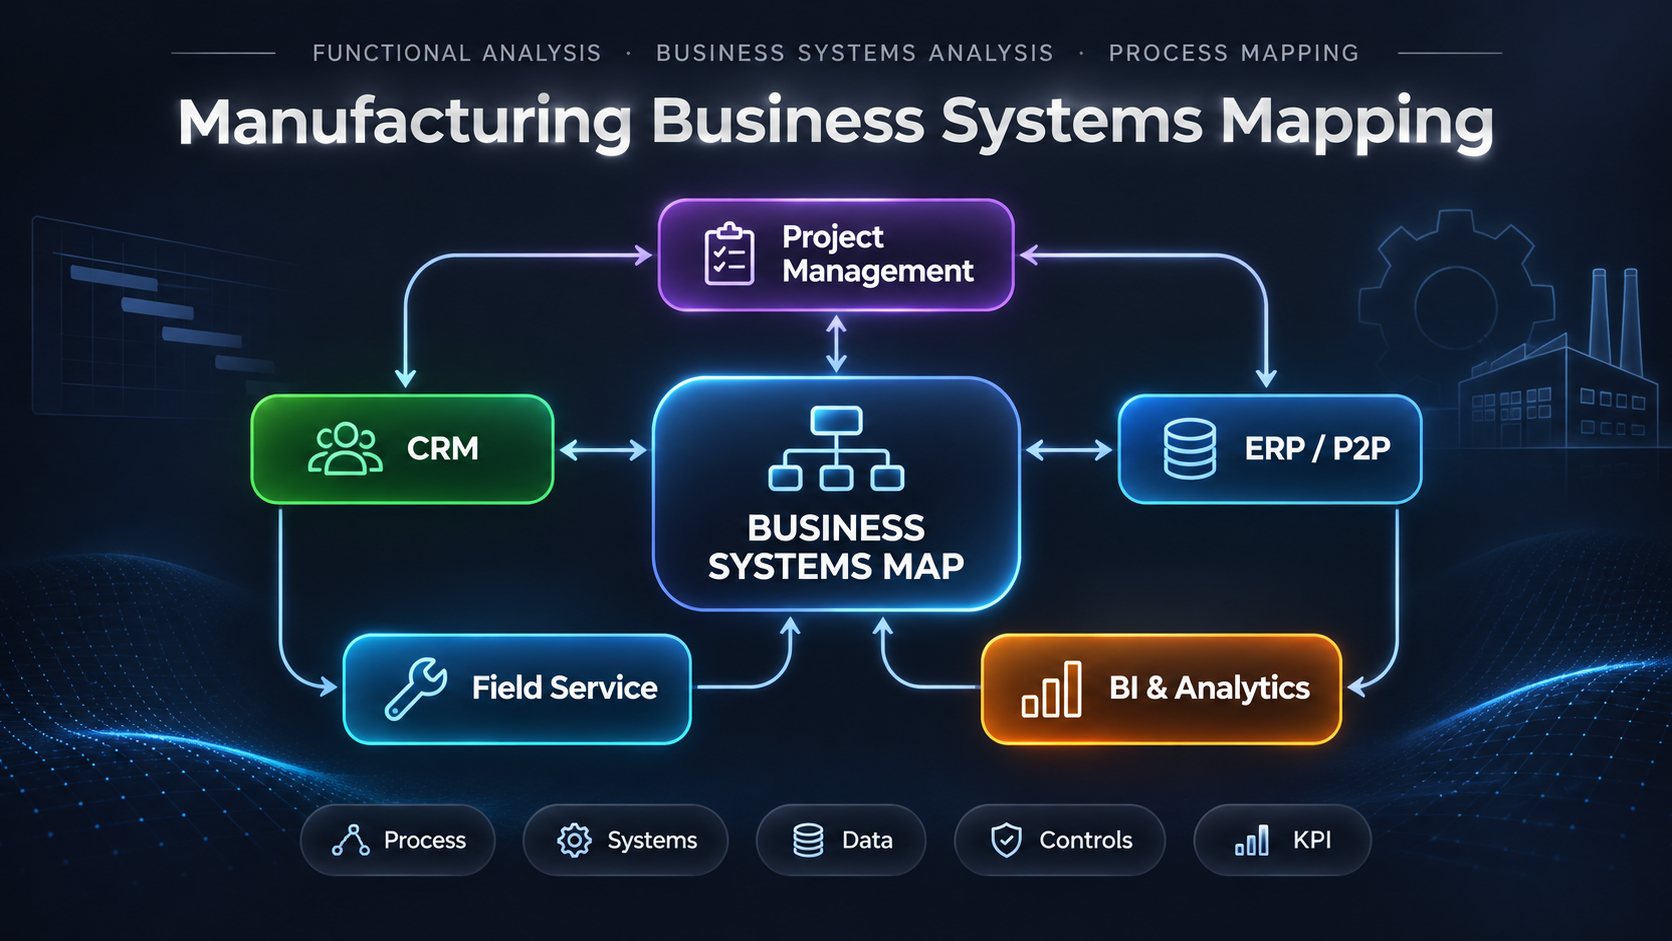 FUNCTIONAL ANALYSIS · BUSINESS SYSTEMS ANALYSIS · PROCESS MAPPING
Manufacturing Business Systems Mapping
Project
Management
CRM
BUSINESS
SYSTEMS MAP
ERP / P2P
Field Service
BI & Analytics
Process
Systems
Data
Controls
KPI